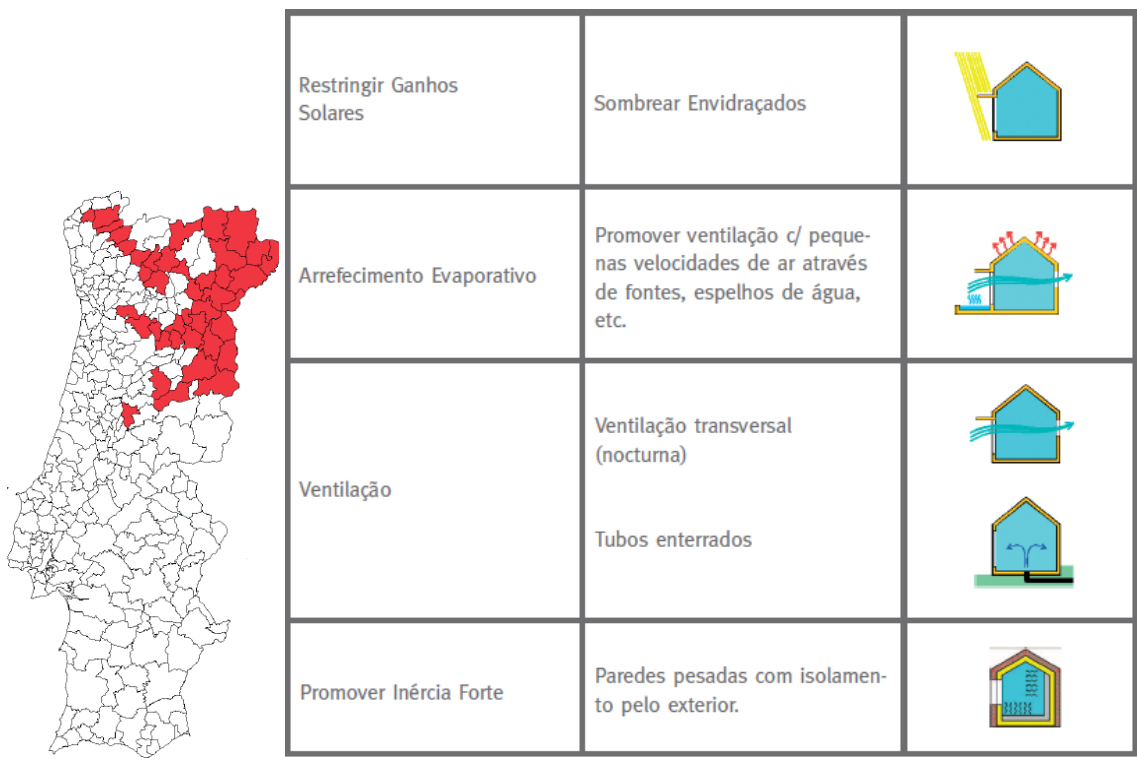 Restringir Ganhos
Solares
Sombrear Envidraçados
Arrefecimento Evaporativo
Promover ventilação c/ peque-
nas velocidades de ar através
de fontes, espelhos de água,
etc.
Ventilação
Ventilação transversal
(nocturna)
Tubos enterrados
Promover Inércia Forte
Paredes pesadas com isolamen-
to pelo exterior.